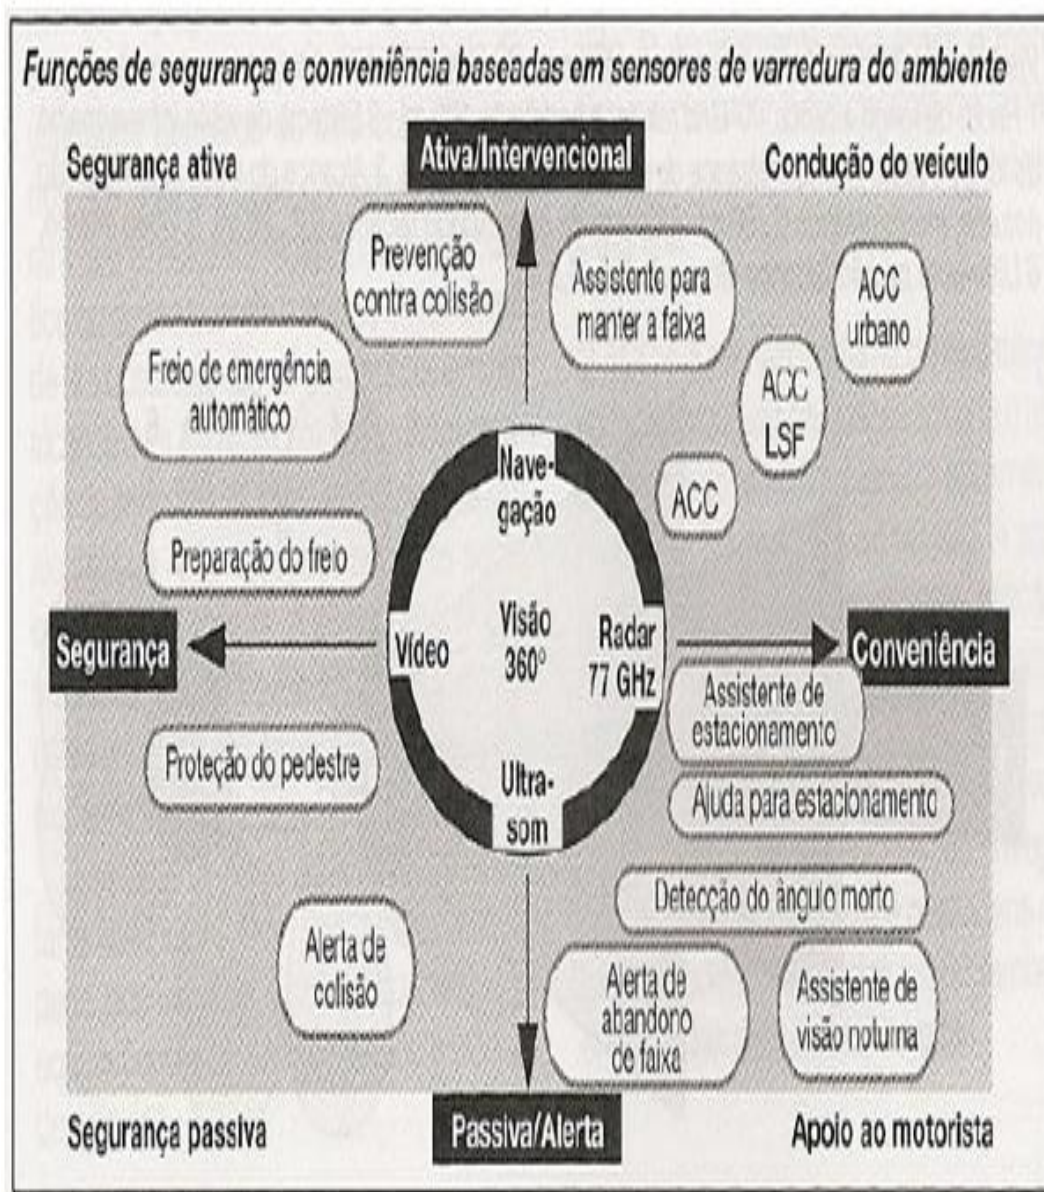 Funções de segurança e conveniência baseadas em sensores de varredura do ambiente
Segurança ativa
Ativa/Intervencional
Condução do veículo
Prevenção
contra colisão
Assistente para
manter a faixa
ACC
urbano
Freio de emergência
automático
ACC
LSF
ACC
Nave-
gação
Preparação do freio
Segurança
Vídeo
Visão
360º
Radar
77 GHz
Conveniência
Assistente de
estacionamento
Proteção do pedestre
Ultra-
som
Ajuda para estacionamento
Detecção do ângulo morto
Alerta de
colisão
Alerta de
abandono
de faixa
Assistente de
visão noturna
Segurança passiva
Passiva/Alerta
Apoio ao motorista